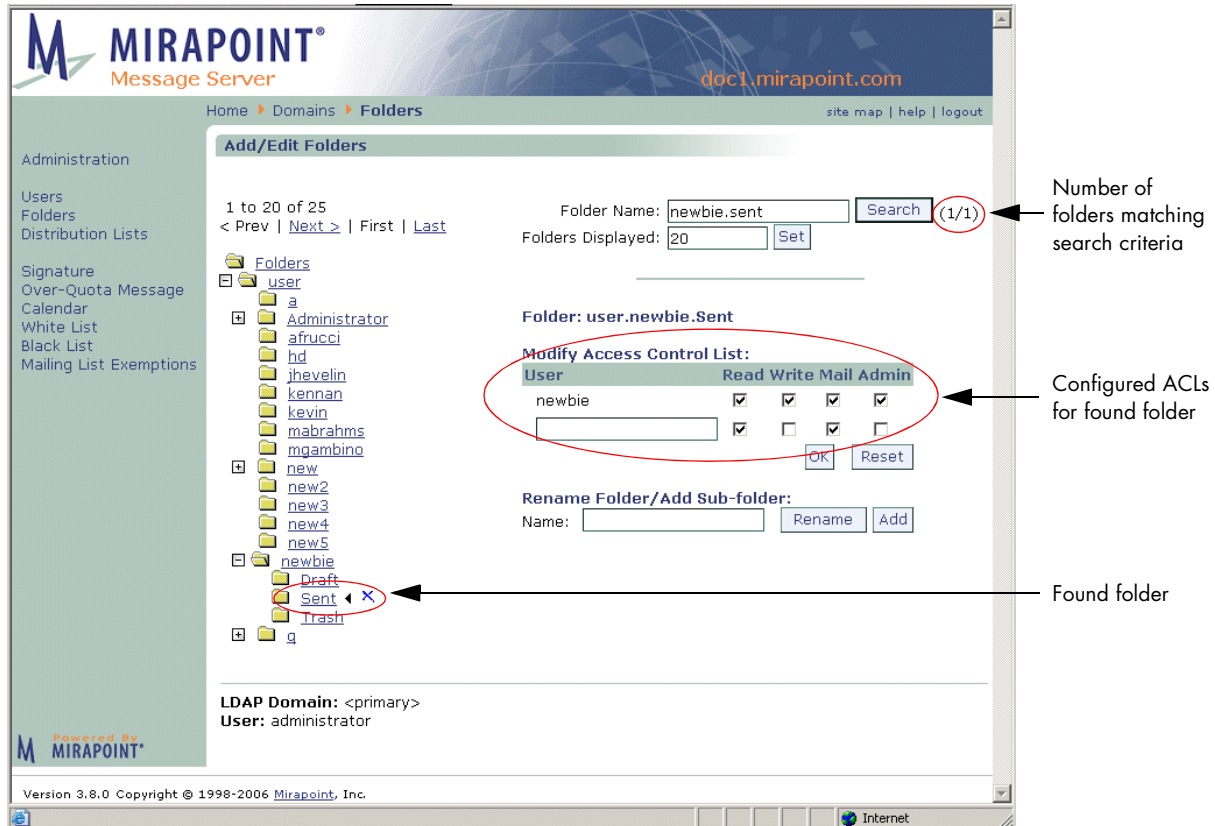 MIRAPOINT®
Message Server
doc1.mirapoint.com
Home Domains Folders
site map | help | logout
Add/Edit Folders
Administration
Users
Folders
Distribution Lists
Signature
Over-Quota Message
Calendar
White List
Black List
Mailing List Exemptions
1 to 20 of 25
< Prev | Next > | First | Last
Folders
user
a
Administrator
afrucci
hd
jhevelin
kennan
kevin
mabrahms
mgambino
new
new2
new3
new4
new5
newbie
Draft
Sent
Trash
q
Folder Name: newbie.sent Search (1/1)
Folders Displayed: 20 Set
Folder: user.newbie.Sent
Modify Access Control List:
User Read Write Mail Admin
newbie
OK Reset
Rename Folder/Add Sub-folder:
Name: Rename Add
Number of
folders matching
search criteria
Configured ACLs
for found folder
Found folder
LDAP Domain: <primary>
User: administrator
Powered By
MIRAPOINT®
Version 3.8.0 Copyright © 1998-2006 Mirapoint, Inc.
Internet